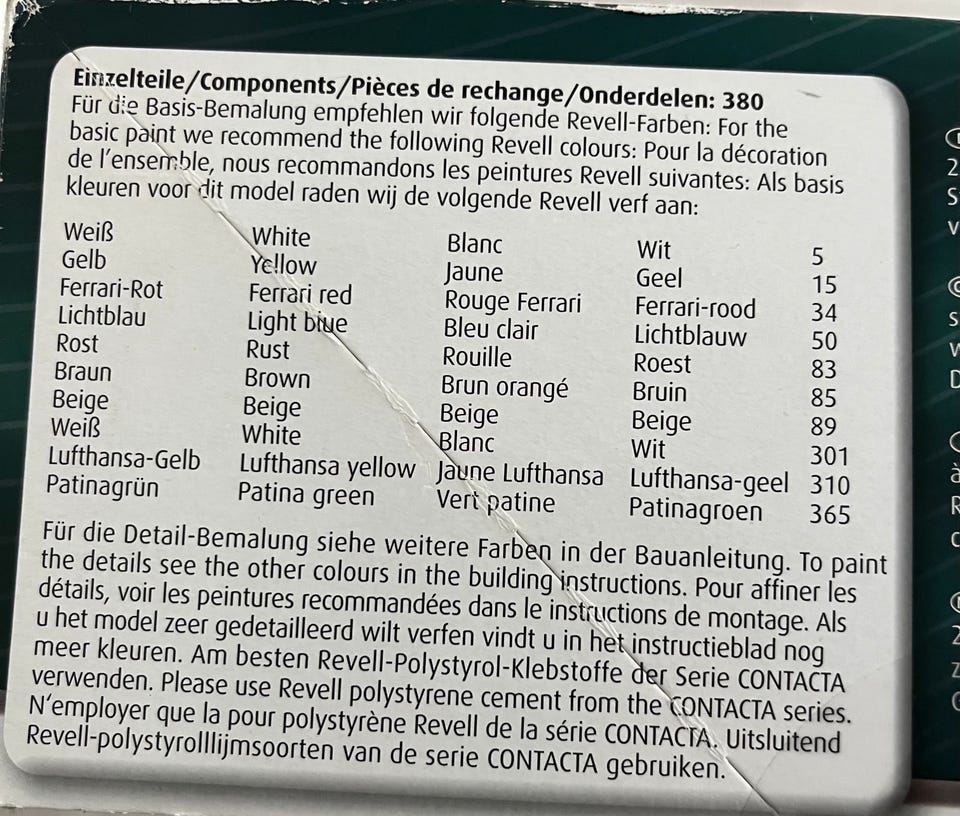 Einzelteile/Components/Pièces de rechange/Onderdelen: 380
Für die Basis-Bemalung empfehlen wir folgende Revell-Farben: For the
basic paint we recommend the following Revell colours: Pour la décoration
de l'ensemble, nous recommandons les peintures Revell suivantes: Als basis
kleuren voor dit model raden wij de volgende Revell verf aan:
Weiß White Blanc Wit 5
Gelb Yellow Jaune Geel 15
Ferrari-Rot Ferrari red Rouge Ferrari Ferrari-rood 34
Lichtblau Light blue Bleu clair Lichtblauw 50
Rost Rust Rouille Roest 83
Braun Brown Brun orangé Bruin 85
Beige Beige Beige Beige 89
Weiß White Blanc Wit 301
Lufthansa-Gelb Lufthansa yellow Jaune Lufthansa Lufthansa-geel 310
Patinagrün Patina green Vert patine Patinagroen 365
Für die Detail-Bemalung siehe weitere Farben in der Bauanleitung. To paint
the details see the other colours in the building instructions. Pour affiner les
détails, voir les peintures recommandées dans le instructions de montage. Als
u het model zeer gedetailleerd wilt verfen vindt u in het instructieblad nog
meer kleuren. Am besten Revell-Polystyrol-Klebstoffe der Serie CONTACTA
verwenden. Please use Revell polystyrene cement from the CONTACTA series.
N'employer que la pour polystyrène Revell de la série CONTACTA. Uitsluitend
Revell-polystyrolllijmsoorten van de serie CONTACTA gebruiken.